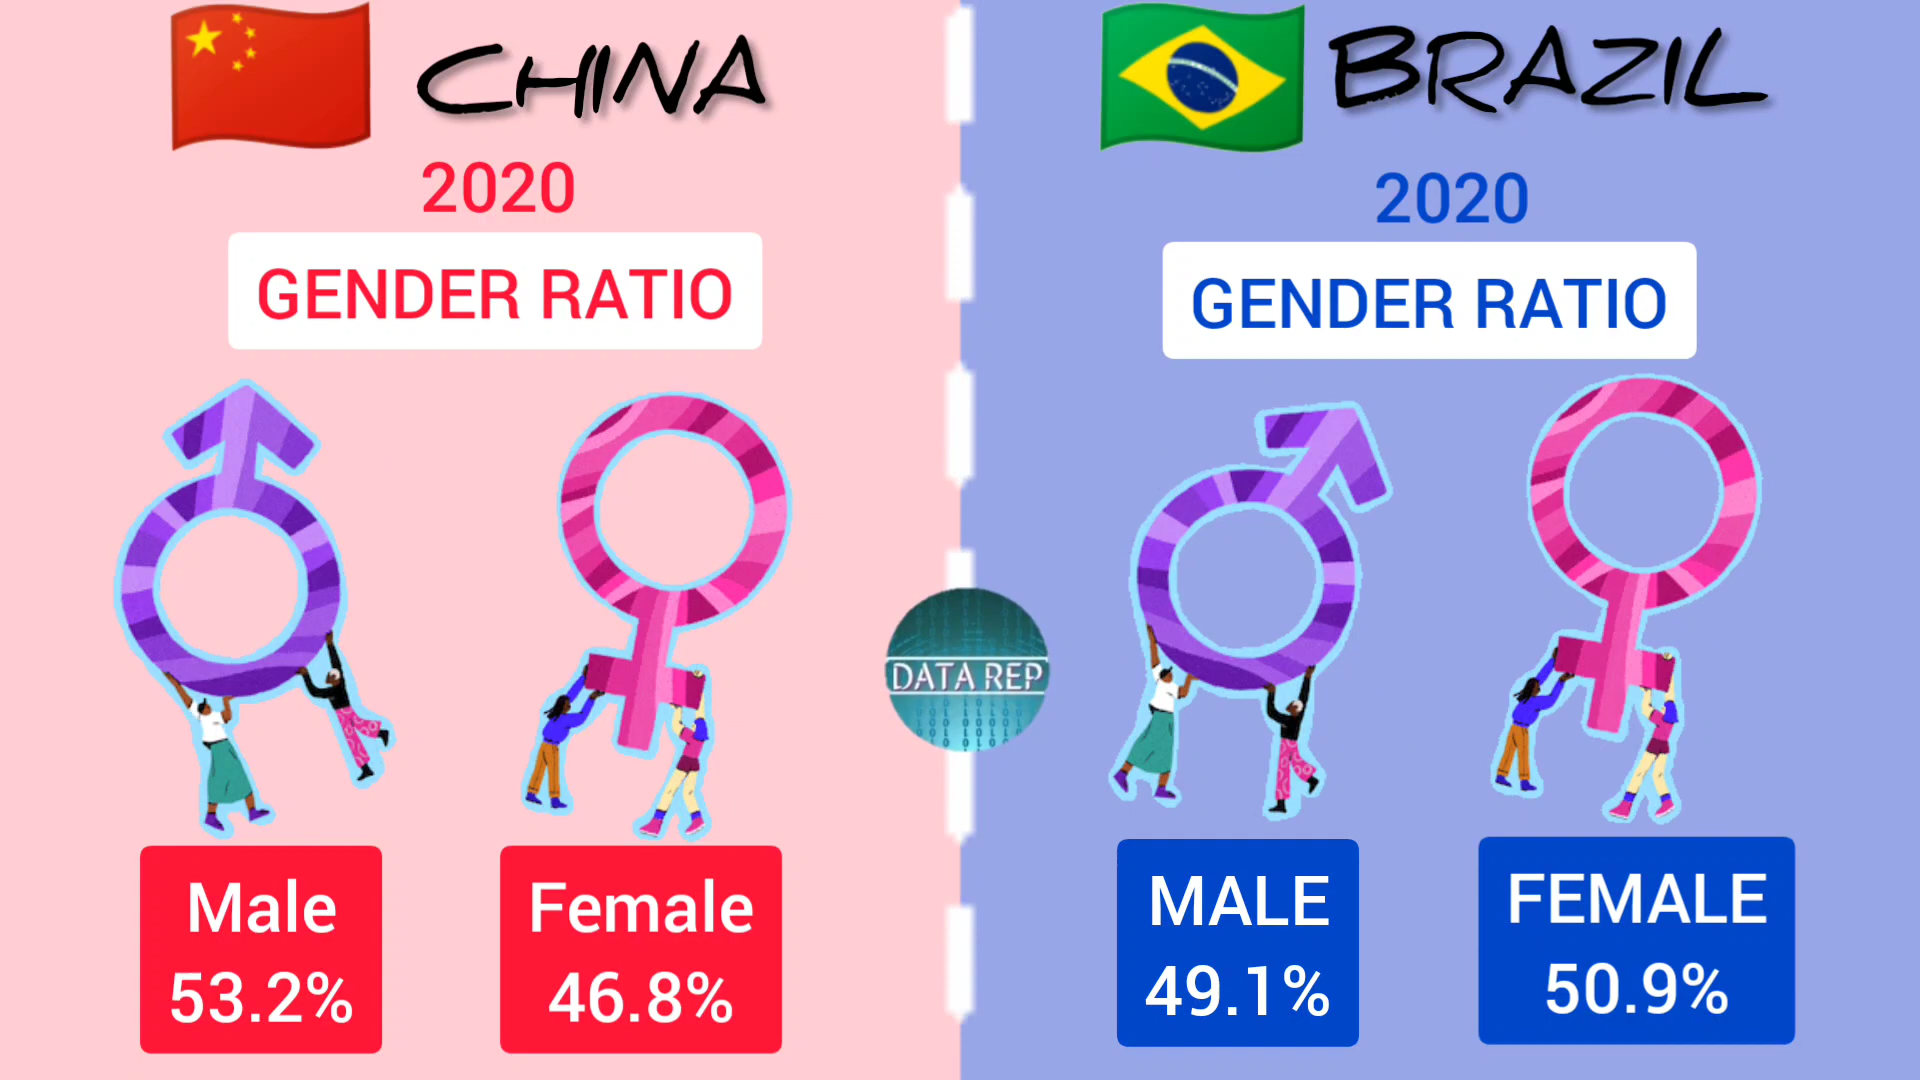 CHINA
2020
GENDER RATIO
Male
53.2%
Female
46.8%
DATA REP
BRAZIL
2020
GENDER RATIO
MALE
49.1%
FEMALE
50.9%